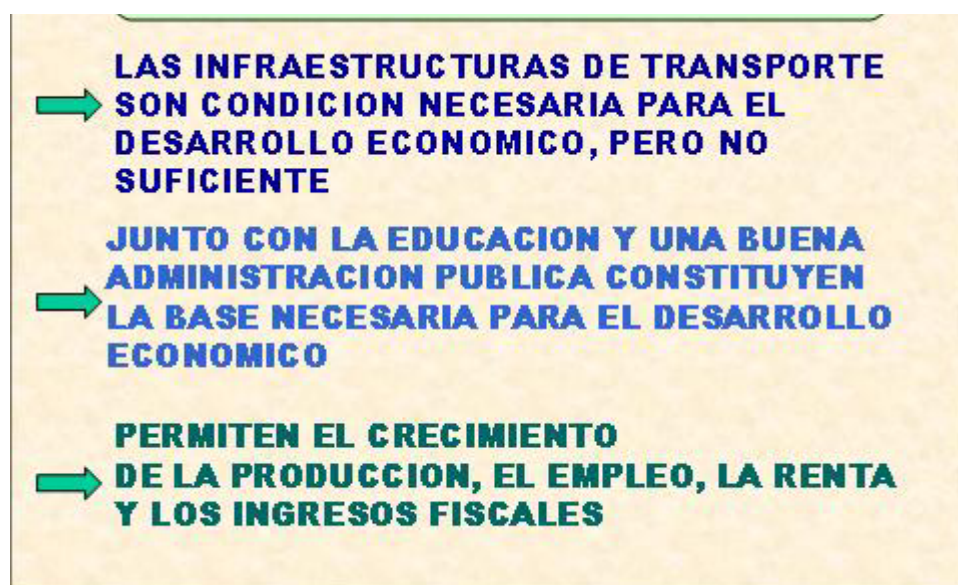 LAS INFRAESTRUCTURAS DE TRANSPORTE
SON CONDICION NECESARIA PARA EL
DESARROLLO ECONOMICO, PERO NO
SUFICIENTE
JUNTO CON LA EDUCACION Y UNA BUENA
ADMINISTRACION PUBLICA CONSTITUYEN
LA BASE NECESARIA PARA EL DESARROLLO
ECONOMICO
PERMITEN EL CRECIMIENTO
DE LA PRODUCCION, EL EMPLEO, LA RENTA
Y LOS INGRESOS FISCALES